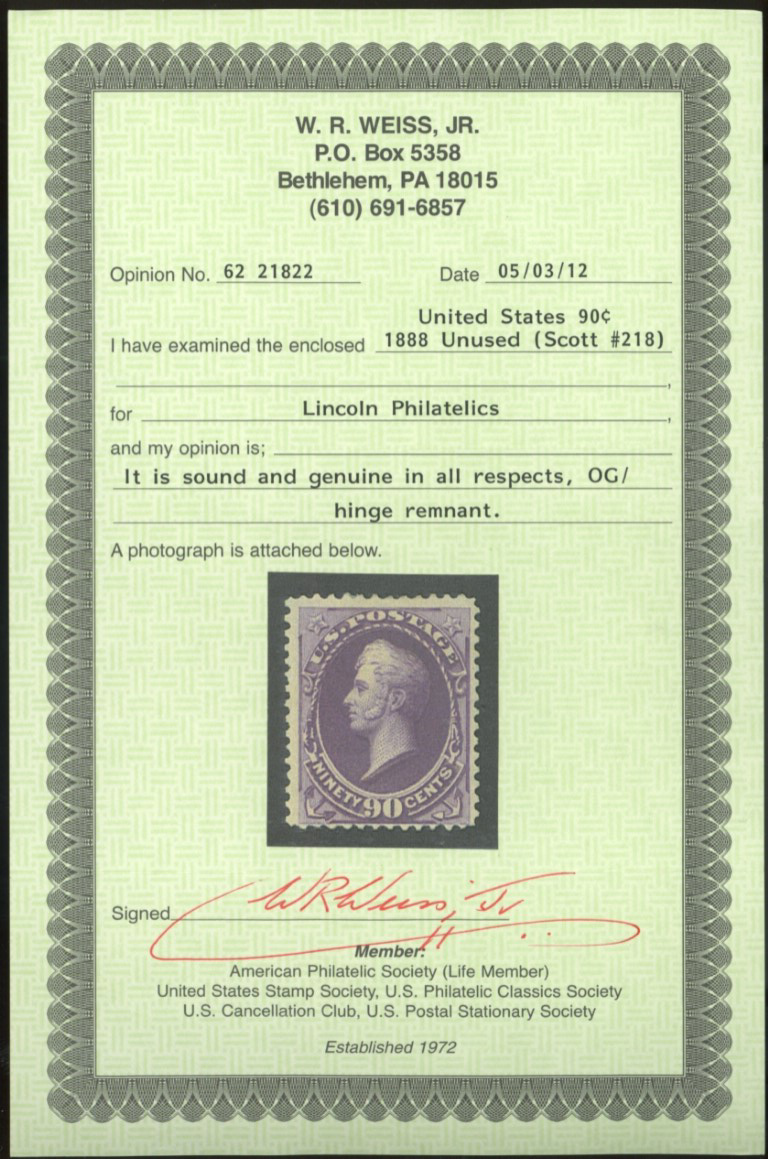 W. R. WEISS, JR.
P.O. Box 5358
Bethlehem, PA 18015
(610) 691-6857
Opinion No. 62 21822 Date 05/03/12
United States 90¢
I have examined the enclosed 1888 Unused (Scott #218)
,
for Lincoln Philatelics ,
and my opinion is;
It is sound and genuine in all respects, OG/
hinge remnant.
A photograph is attached below.
U.S. POSTAGE
NINETY 90 CENTS
Signed W R Weiss, Jr.
Member:
American Philatelic Society (Life Member)
United States Stamp Society, U.S. Philatelic Classics Society
U.S. Cancellation Club, U.S. Postal Stationary Society
Established 1972